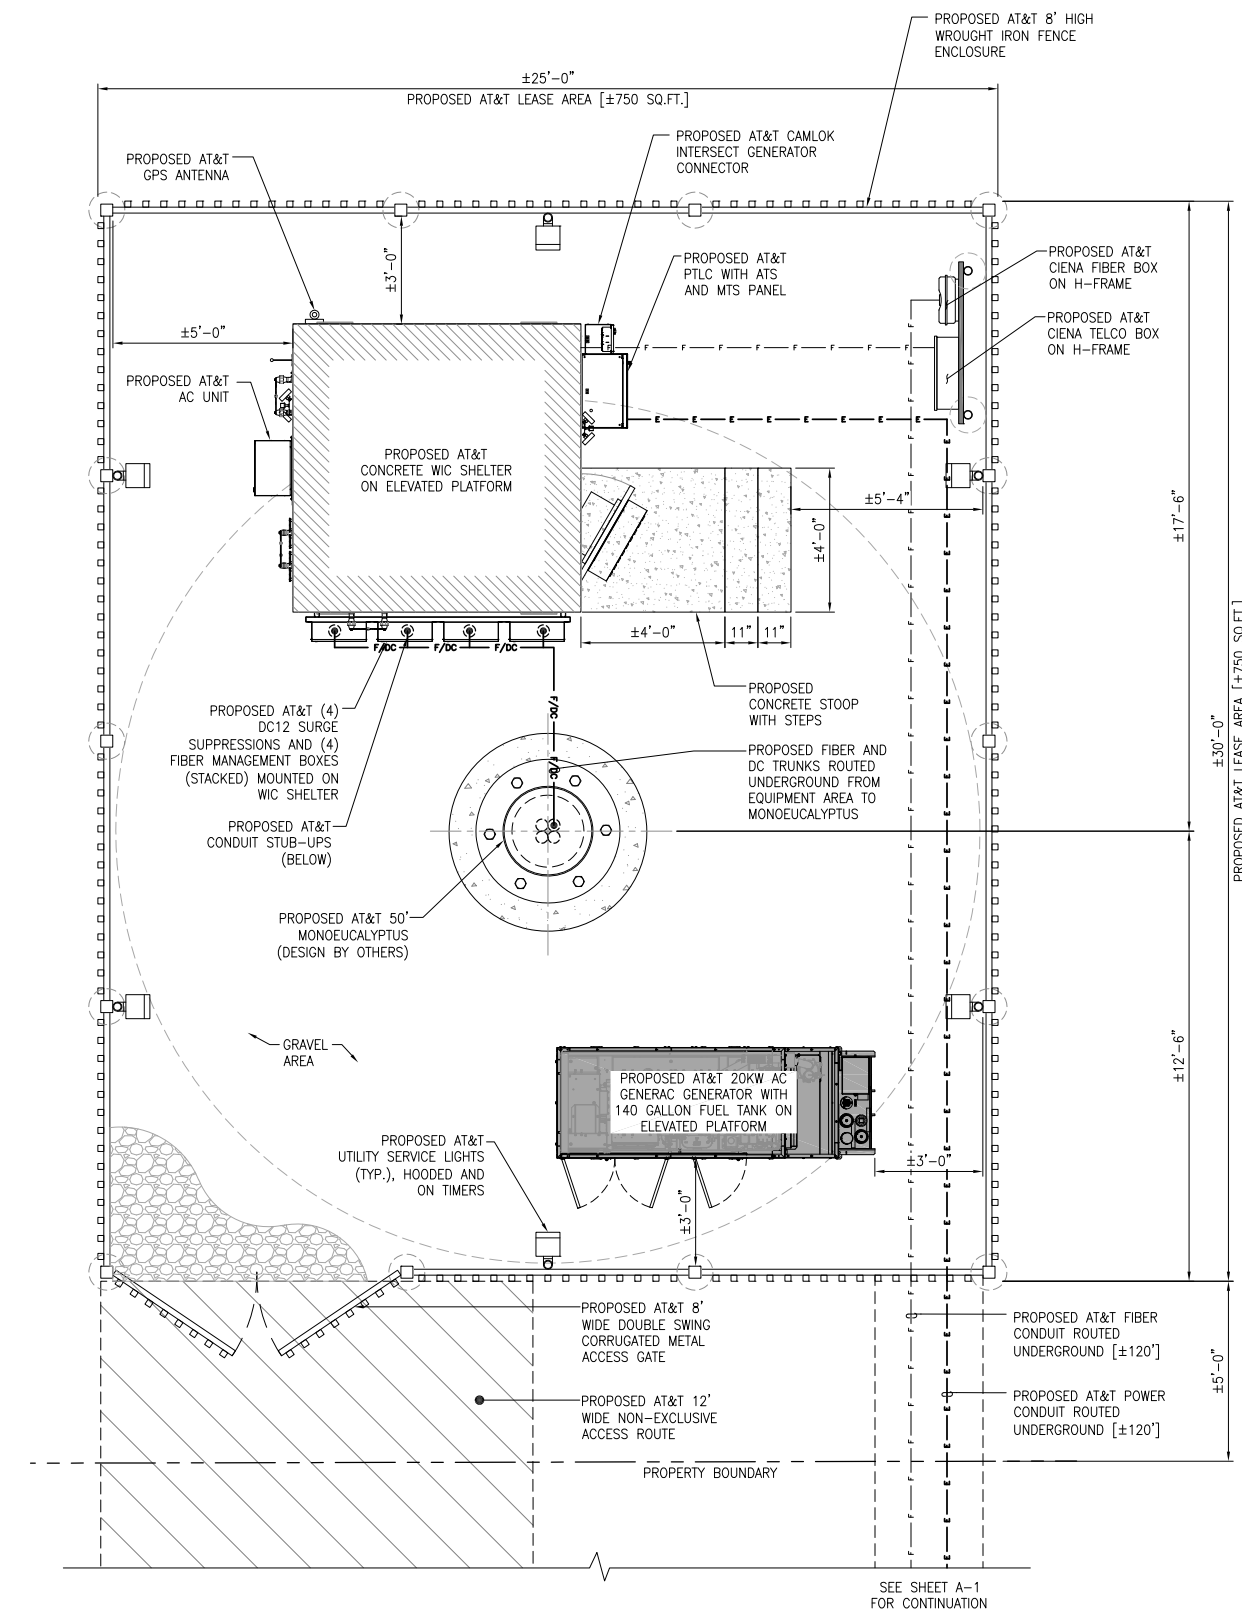 PROPOSED AT&T 8' HIGH
WROUGHT IRON FENCE
ENCLOSURE
±25'-0"
PROPOSED AT&T LEASE AREA [±750 SQ.FT.]
PROPOSED AT&T CAMLOK
INTERSECT GENERATOR
CONNECTOR
PROPOSED AT&T
GPS ANTENNA
±3'-0"
PROPOSED AT&T
PTLC WITH ATS
AND MTS PANEL
PROPOSED AT&T
CIENA FIBER BOX
ON H-FRAME
PROPOSED AT&T
CIENA TELCO BOX
ON H-FRAME
±5'-0"
F F F F F F
PROPOSED AT&T
AC UNIT
E E E E E E E
PROPOSED AT&T
CONCRETE WIC SHELTER
ON ELEVATED PLATFORM
±5'-4"
±4'-0"
±17'-6"
±4'-0"
11"
11"
F/DC F/DC F/DC
F/DC
F/DC
±30'-0"
PROPOSED AT&T LEASE AREA [±750 SQ.FT.]
PROPOSED
CONCRETE STOOP
WITH STEPS
PROPOSED AT&T (4)
DC12 SURGE
SUPPRESSIONS AND (4)
FIBER MANAGEMENT BOXES
(STACKED) MOUNTED ON
WIC SHELTER
PROPOSED FIBER AND
DC TRUNKS ROUTED
UNDERGROUND FROM
EQUIPMENT AREA TO
MONOEUCALYPTUS
PROPOSED AT&T
CONDUIT STUB-UPS
(BELOW)
PROPOSED AT&T 50'
MONOEUCALYPTUS
(DESIGN BY OTHERS)
GRAVEL
AREA
±12'-6"
PROPOSED AT&T 20KW AC
GENERAC GENERATOR WITH
140 GALLON FUEL TANK ON
ELEVATED PLATFORM
PROPOSED AT&T
UTILITY SERVICE LIGHTS
(TYP.), HOODED AND
ON TIMERS
±3'-0"
±3'-0"
PROPOSED AT&T 8'
WIDE DOUBLE SWING
CORRUGATED METAL
ACCESS GATE
PROPOSED AT&T FIBER
CONDUIT ROUTED
UNDERGROUND [±120']
±5'-0"
PROPOSED AT&T 12'
WIDE NON-EXCLUSIVE
ACCESS ROUTE
PROPOSED AT&T POWER
CONDUIT ROUTED
UNDERGROUND [±120']
PROPERTY BOUNDARY
SEE SHEET A-1
FOR CONTINUATION